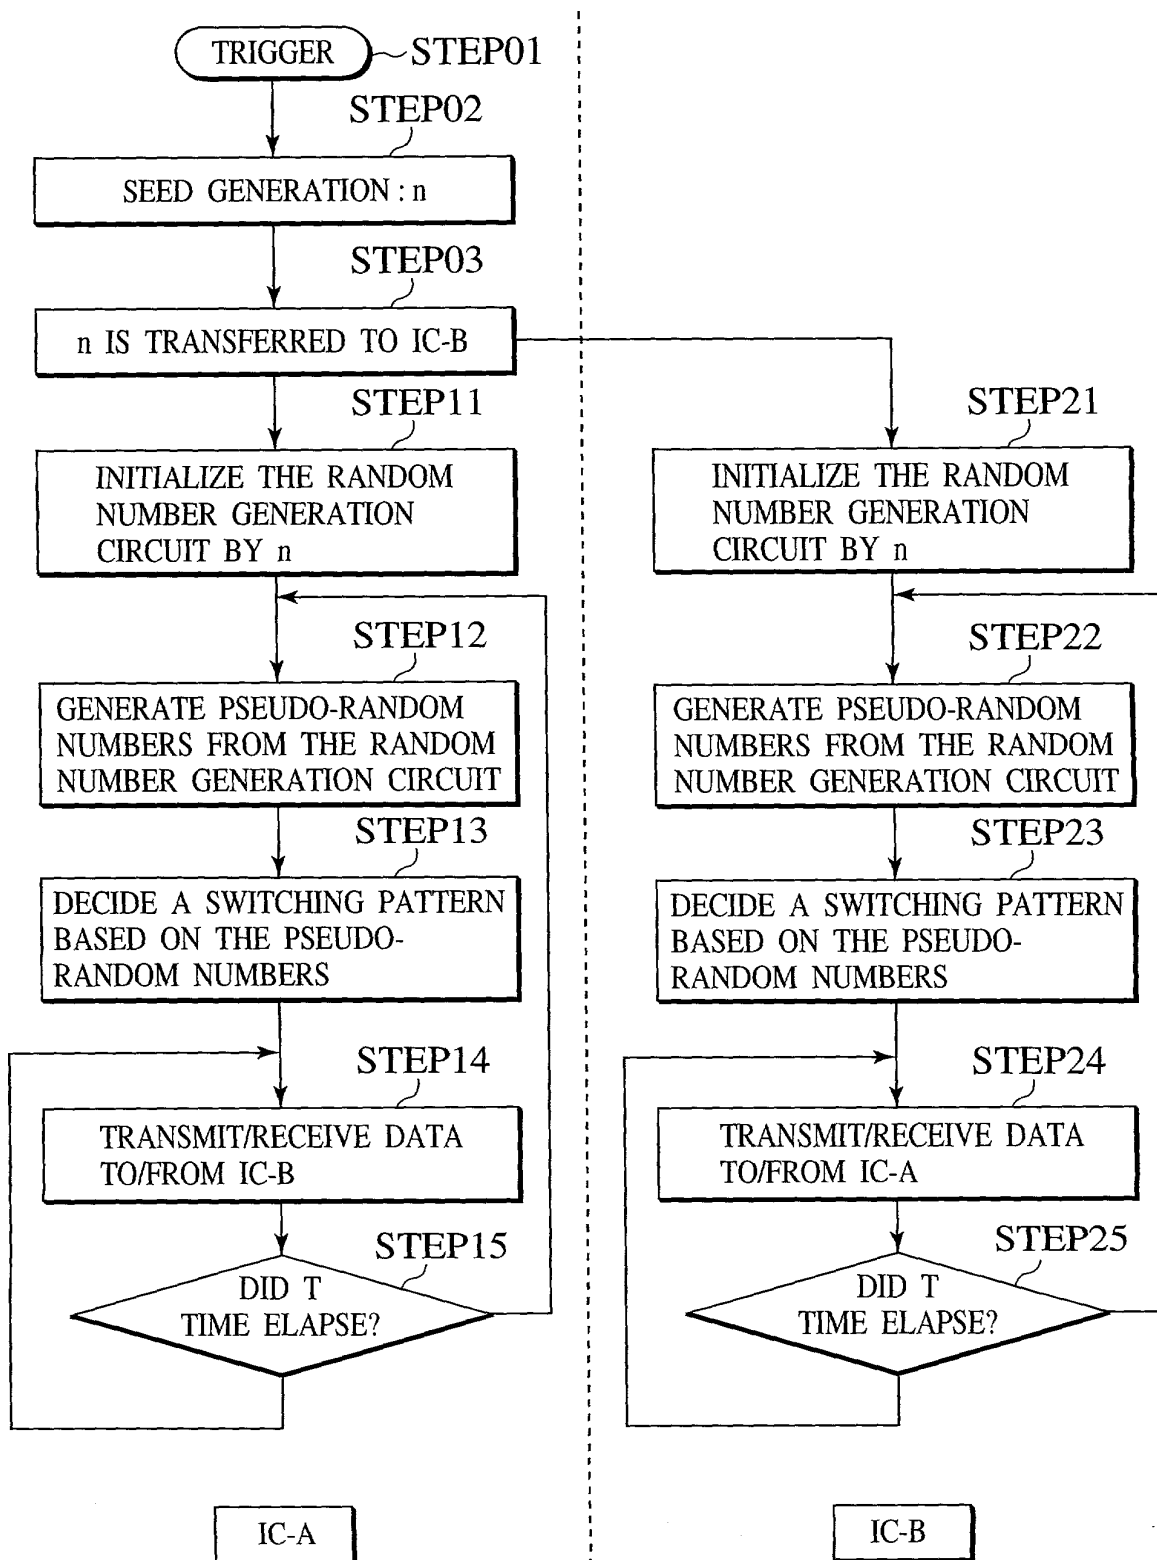 TRIGGER
STEP01
STEP02
SEED GENERATION : n
STEP03
n IS TRANSFERRED TO IC-B
STEP11
INITIALIZE THE RANDOM
NUMBER GENERATION
CIRCUIT BY n
STEP12
GENERATE PSEUDO-RANDOM
NUMBERS FROM THE RANDOM
NUMBER GENERATION CIRCUIT
STEP13
DECIDE A SWITCHING PATTERN
BASED ON THE PSEUDO-
RANDOM NUMBERS
STEP14
TRANSMIT/RECEIVE DATA
TO/FROM IC-B
STEP15
DID T
TIME ELAPSE?
IC-A
STEP21
INITIALIZE THE RANDOM
NUMBER GENERATION
CIRCUIT BY n
STEP22
GENERATE PSEUDO-RANDOM
NUMBERS FROM THE RANDOM
NUMBER GENERATION CIRCUIT
STEP23
DECIDE A SWITCHING PATTERN
BASED ON THE PSEUDO-
RANDOM NUMBERS
STEP24
TRANSMIT/RECEIVE DATA
TO/FROM IC-A
STEP25
DID T
TIME ELAPSE?
IC-B